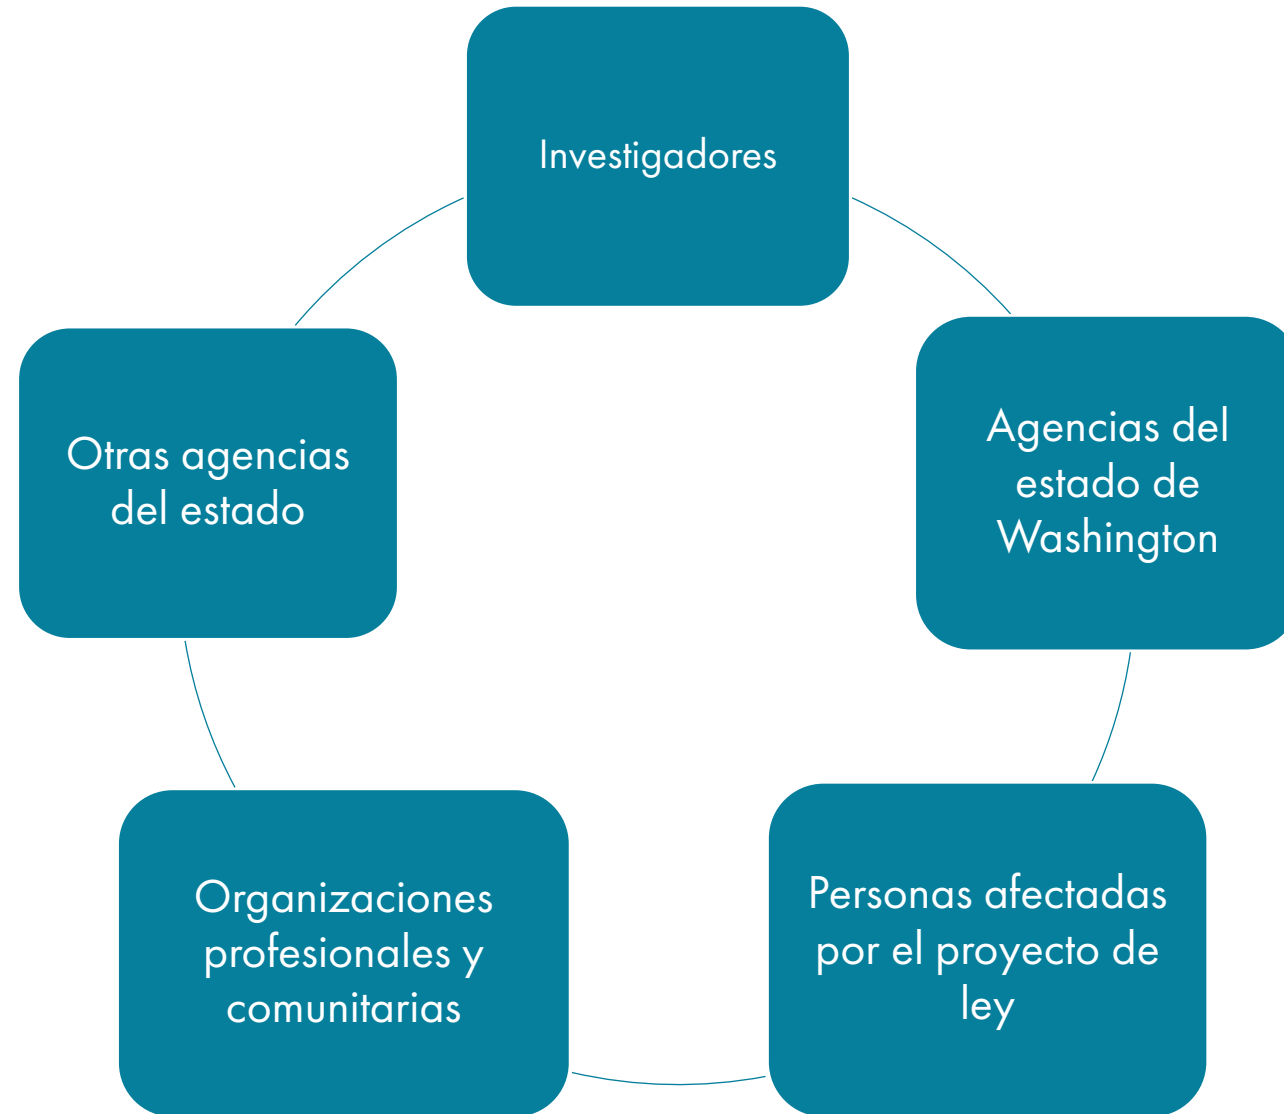 Investigadores
Agencias del
estado de
Washington
Personas afectadas
por el proyecto de
ley
Organizaciones
profesionales y
comunitarias
Otras agencias
del estado